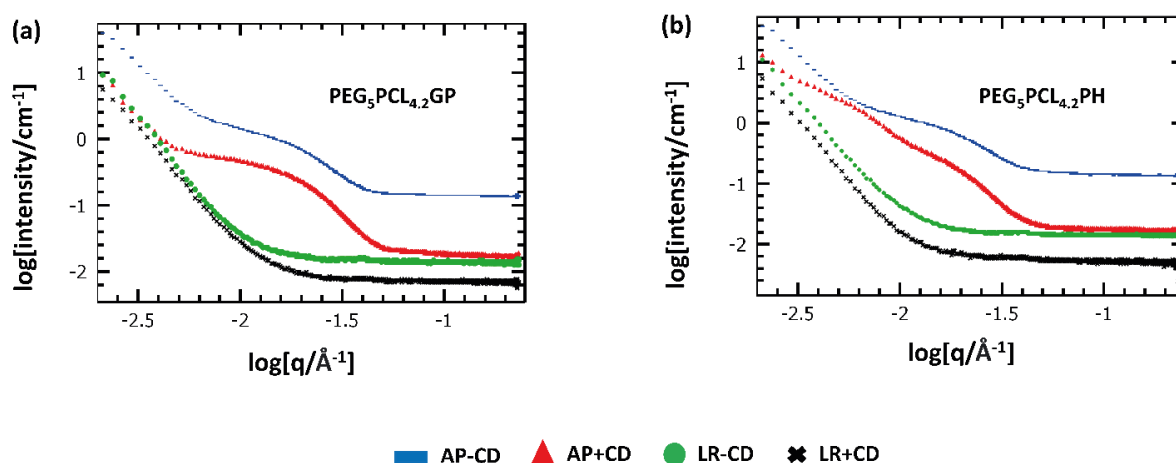 (a)
PEG₅PCL₄.₂GP
log[intensity/cm⁻¹]
1
0
-1
-2
-2.5 -2 -1.5 -1
log[q/Å⁻¹]
(b)
PEG₅PCL₄.₂PH
log[intensity/cm⁻¹]
1
0
-1
-2
-2.5 -2 -1.5 -1
log[q/Å⁻¹]
AP-CD AP+CD LR-CD LR+CD